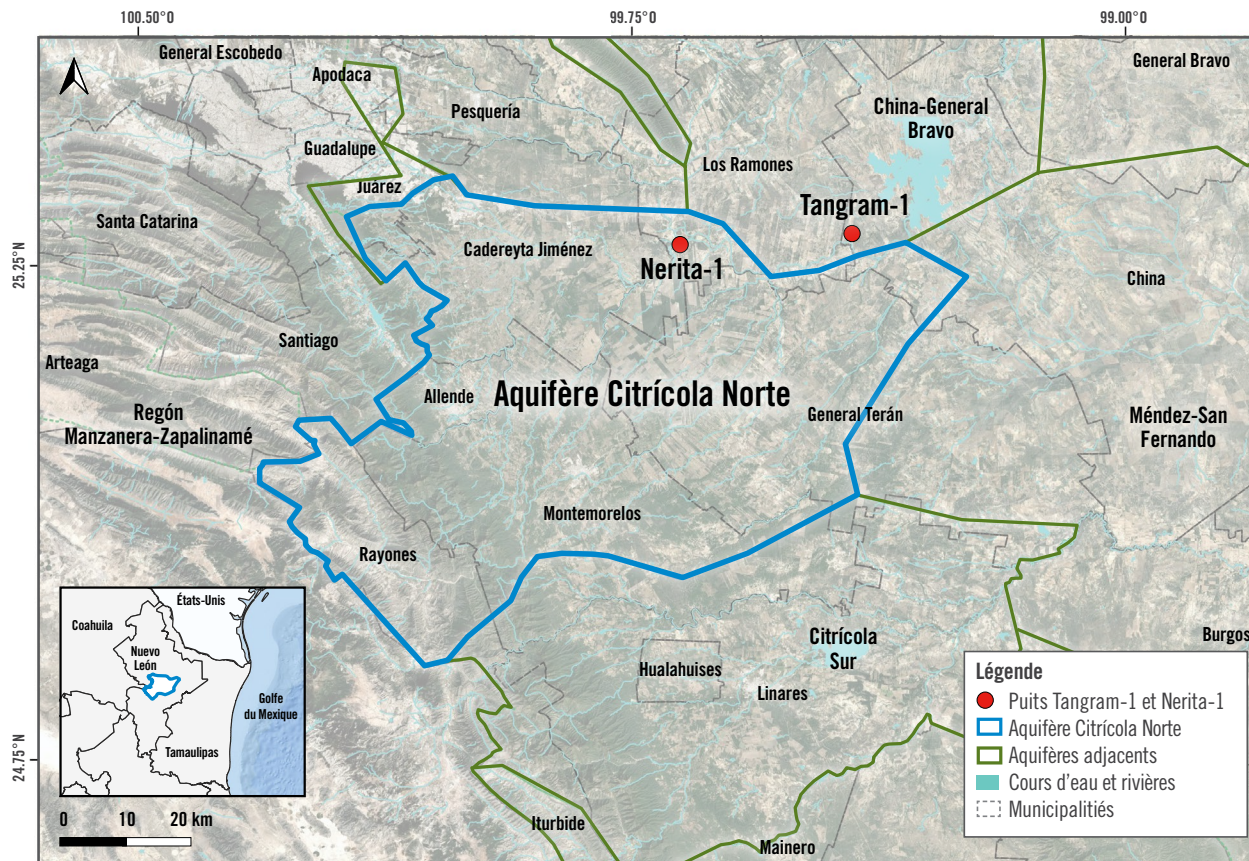 100.50°O
99.75°O
99.00°O
General Escobedo
General Bravo
Apodaca
Pesquería
China-General
Bravo
Guadalupe
Los Ramones
Juárez
Santa Catarina
Tangram-1
Cadereyta Jiménez
Nerita-1
25.25°N
China
Santiago
Arteaga
Allende
Aquifère Citrícola Norte
General Terán
Regón
Manzanera-Zapalinamé
Méndez-San
Fernando
Montemorelos
Rayones
États-Unis
Coahuila
Nuevo
León
Golfe
du Mexique
Tamaulipas
Citrícola
Sur
Burgos
Hualahuises
Linares
Légende
Puits Tangram-1 et Nerita-1
Aquifère Citrícola Norte
Aquifères adjacents
Cours d'eau et rivières
Municipalitiés
24.75°N
0 10 20 km
Iturbide
Mainero